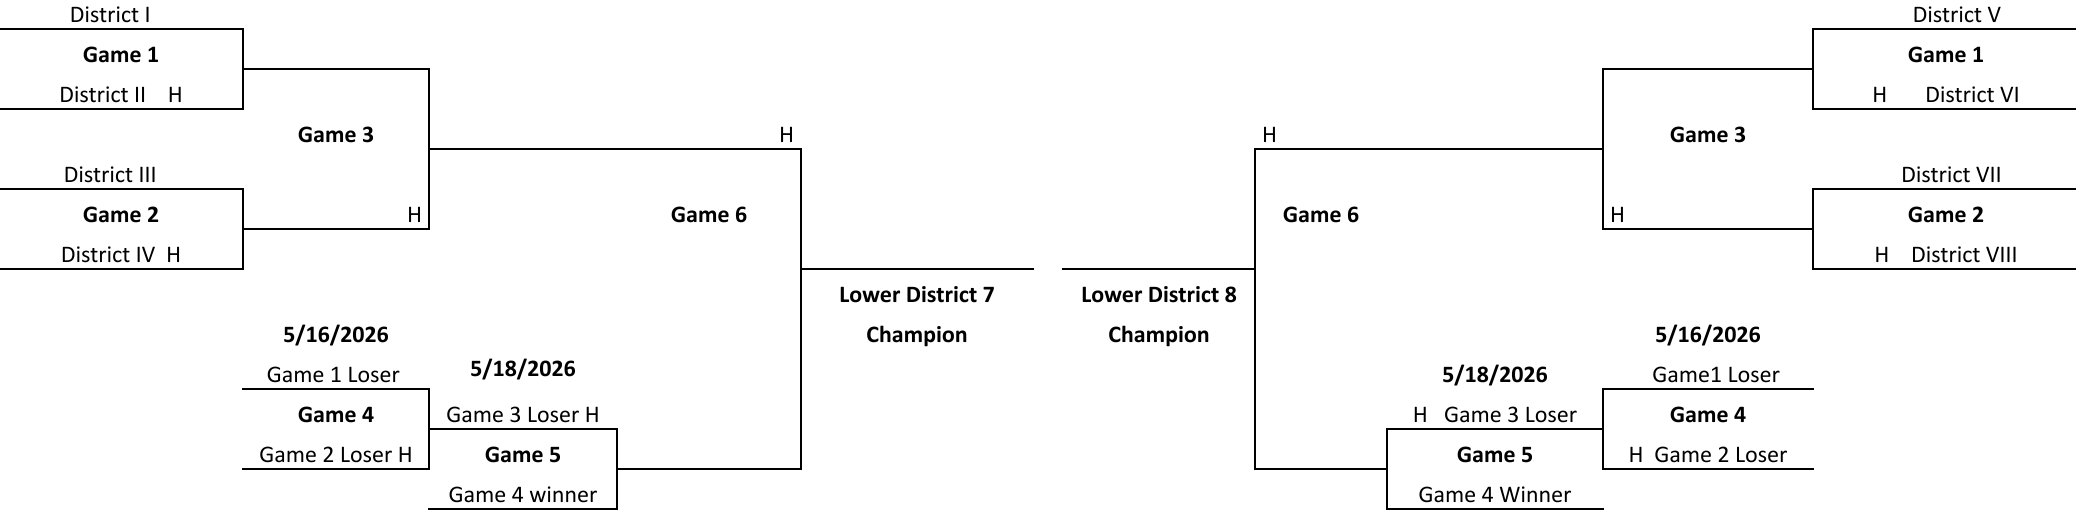 District I
Game 1
District II H
Game 3
District III
Game 2
H
District IV H
H
Game 6
Lower District 7
Champion
5/16/2026
Game 1 Loser
Game 4
Game 2 Loser H
5/18/2026
Game 3 Loser H
Game 5
Game 4 winner
District V
Game 1
H District VI
H
Game 3
District VII
Game 2
H
H District VIII
Game 6
Lower District 8
Champion
5/16/2026
Game1 Loser
Game 4
H Game 2 Loser
5/18/2026
H Game 3 Loser
Game 5
Game 4 Winner